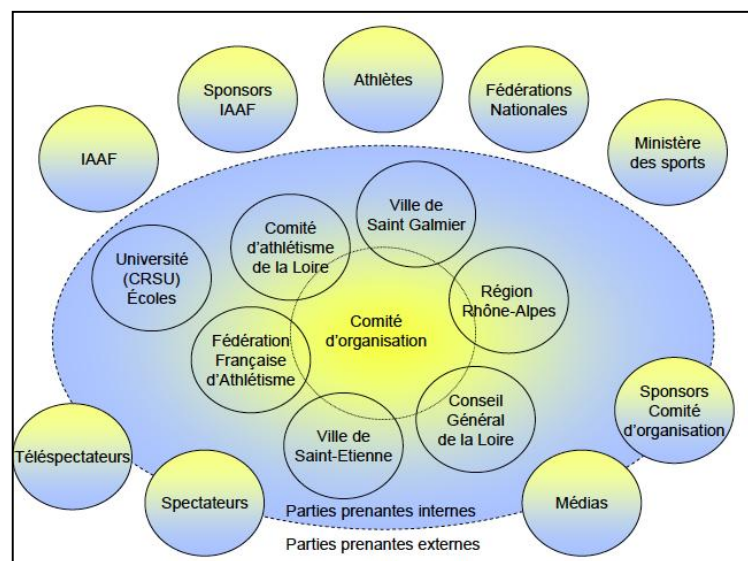 Athlètes
Sponsors
IAAF
Fédérations
Nationales
IAAF
Ministère
des sports
Ville de
Saint Galmier
Comité
d'athlétisme
de la Loire
Université
(CRSU)
Écoles
Région
Rhône-Alpes
Comité
d'organisation
Fédération
Française
d'Athlétisme
Sponsors
Comité
d'organisation
Conseil
Général
de la Loire
Ville de
Saint-Etienne
Téléspectateurs
Spectateurs
Médias
Parties prenantes internes
Parties prenantes externes